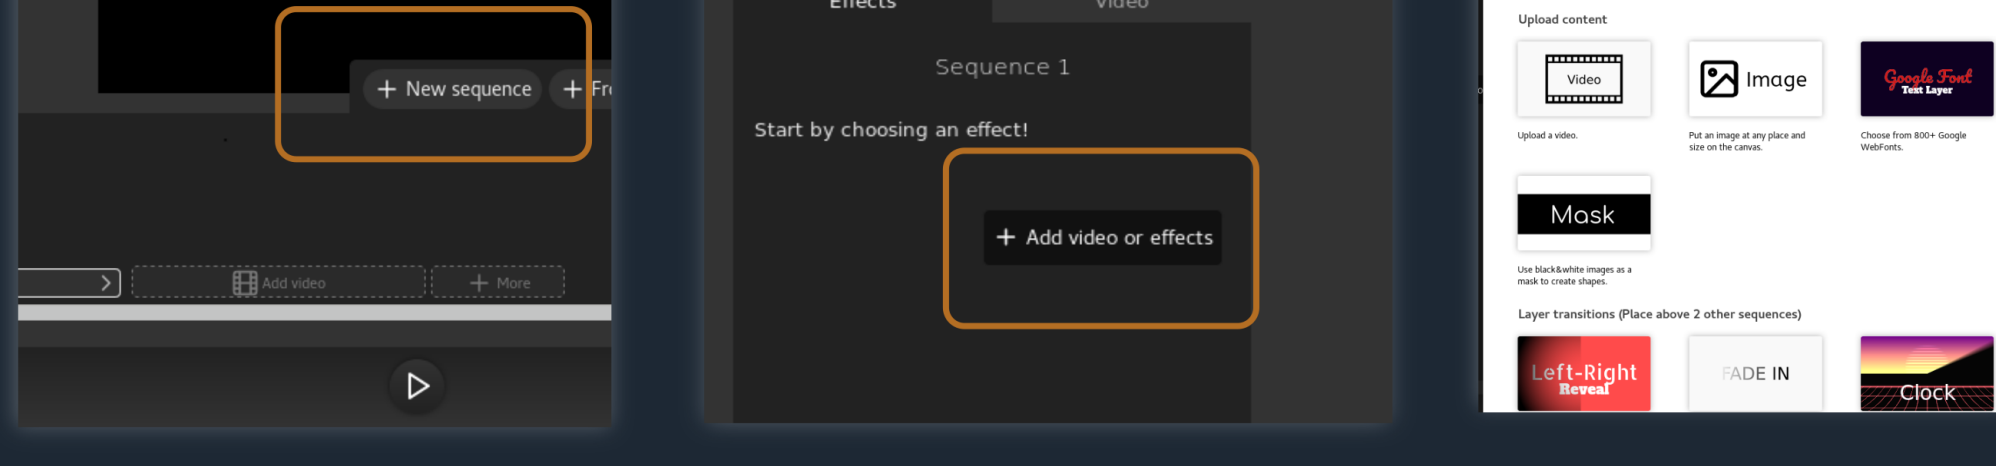 New sequence
Fr
Add video
More
Effects
Video
Sequence 1
Start by choosing an effect!
Add video or effects
Upload content
Video
Upload a video.
Image
Put an image at any place and
size on the canvas.
Google Font
Text Layer
Choose from 800+ Google
WebFonts.
Mask
Use black&white images as a
mask to create shapes.
Layer transitions (Place above 2 other sequences)
Left-Right
Reveal
FADE IN
Clock